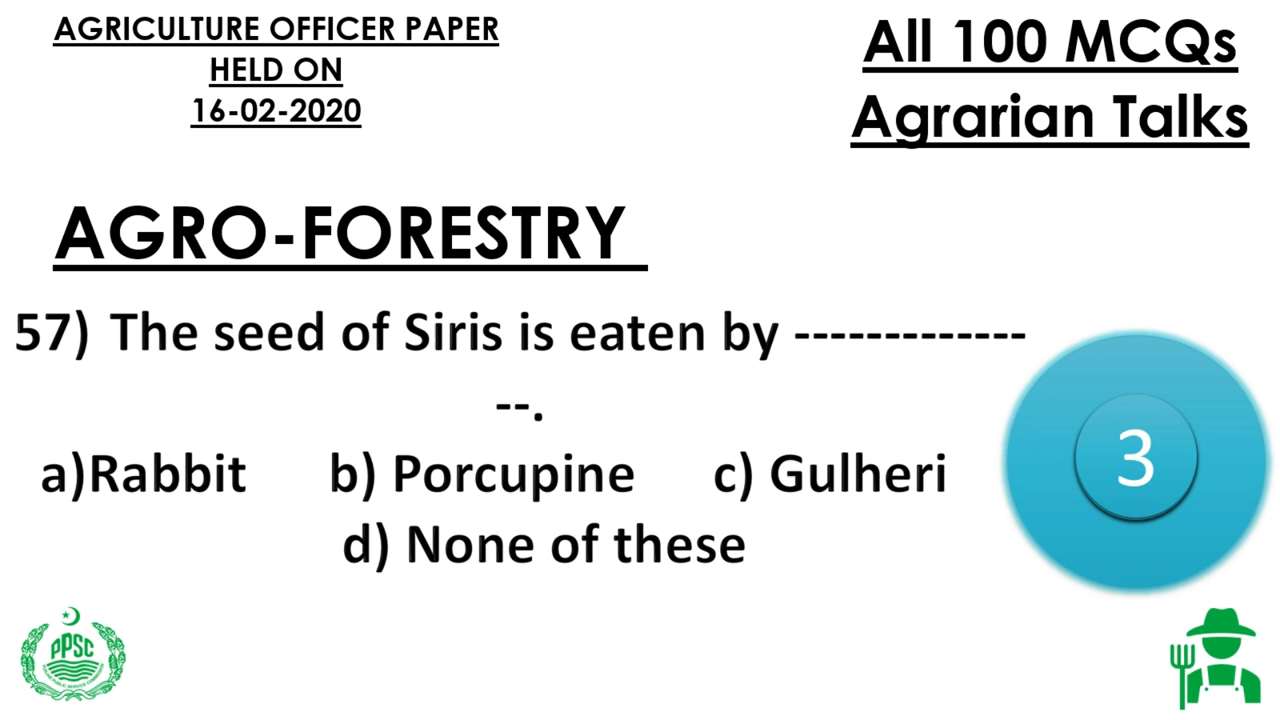 AGRICULTURE OFFICER PAPER
HELD ON
16-02-2020
All 100 MCQs
Agrarian Talks
AGRO-FORESTRY
57) The seed of Siris is eaten by -------------
--.
a)Rabbit b) Porcupine c) Gulheri
d) None of these
3
PPSC